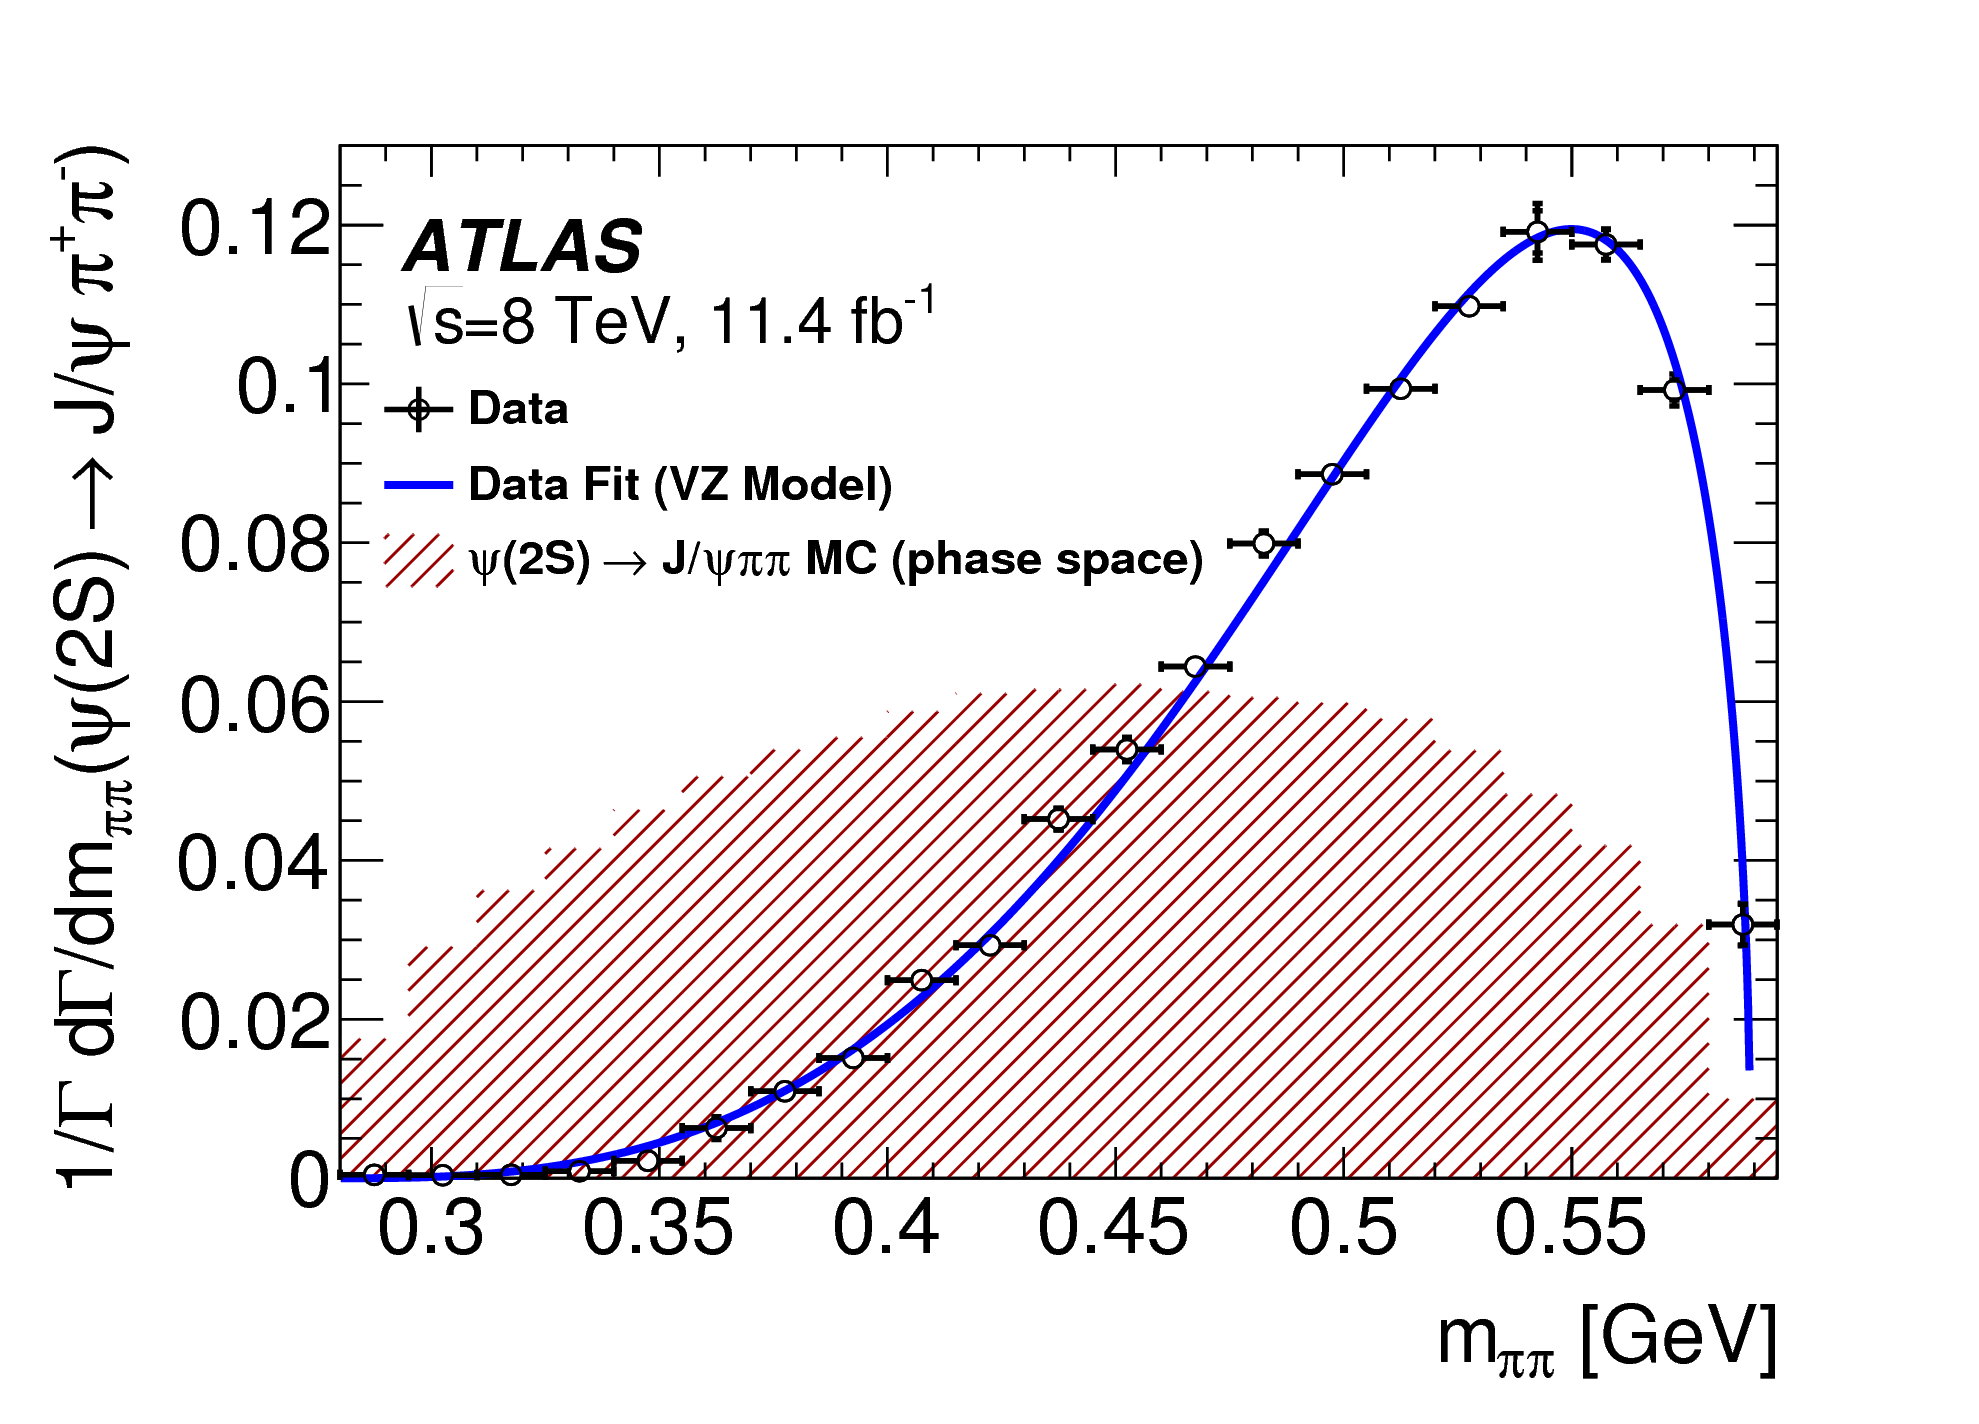 1/Γ dΓ/dm_ππ(ψ(2S)→ J/ψ π⁺π⁻)
ATLAS
√s=8 TeV, 11.4 fb⁻¹
Data
Data Fit (VZ Model)
ψ(2S) → J/ψππ MC (phase space)
0.12
0.1
0.08
0.06
0.04
0.02
0
0.3 0.35 0.4 0.45 0.5 0.55
m_ππ [GeV]